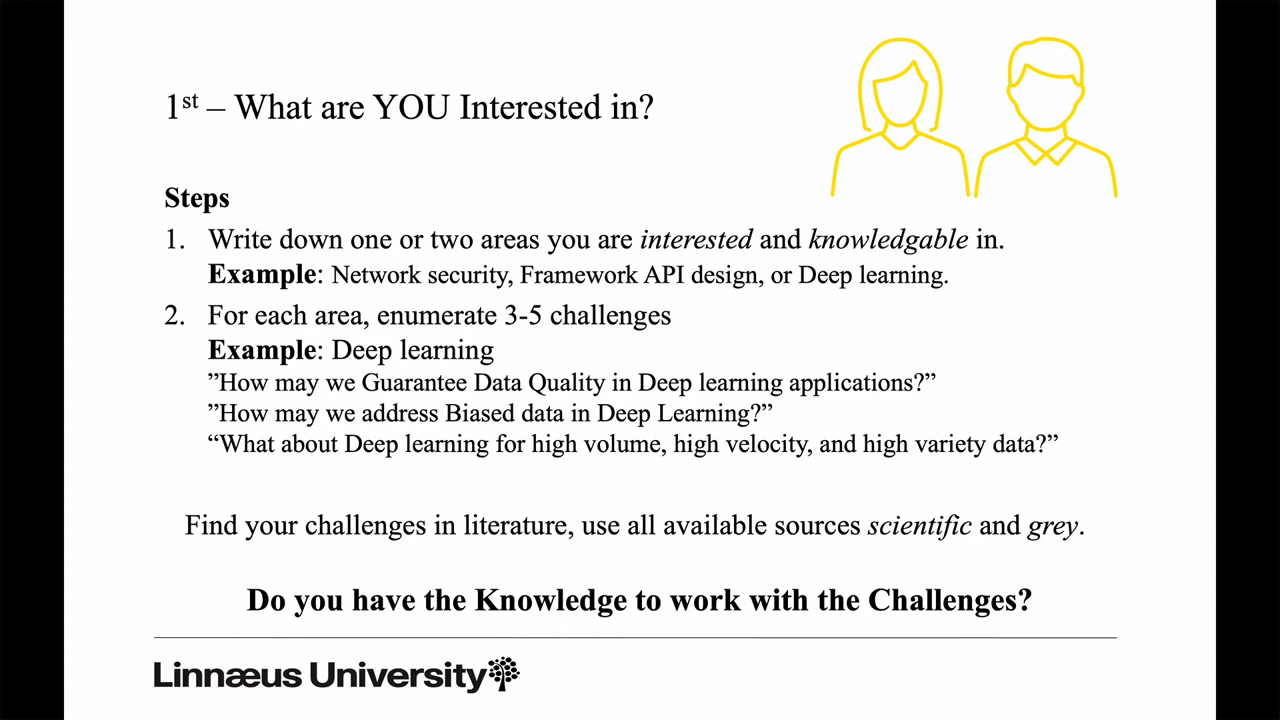 1st – What are YOU Interested in?
Steps
1. Write down one or two areas you are interested and knowledgable in.
Example: Network security, Framework API design, or Deep learning.
2. For each area, enumerate 3-5 challenges
Example: Deep learning
”How may we Guarantee Data Quality in Deep learning applications?”
”How may we address Biased data in Deep Learning?”
“What about Deep learning for high volume, high velocity, and high variety data?”
Find your challenges in literature, use all available sources scientific and grey.
Do you have the Knowledge to work with the Challenges?
Linnæus University